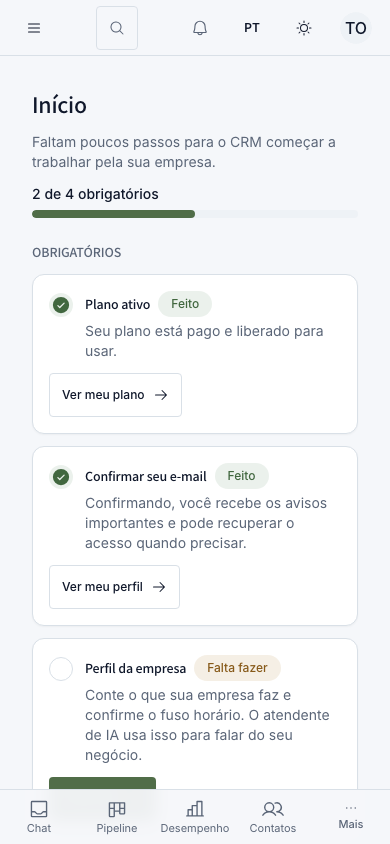 PT
TO
Início
Faltam poucos passos para o CRM começar a
trabalhar pela sua empresa.
2 de 4 obrigatórios
OBRIGATÓRIOS
Plano ativo
Feito
Seu plano está pago e liberado para
usar.
Ver meu plano
Confirmar seu e-mail
Feito
Confirmando, você recebe os avisos
importantes e pode recuperar o
acesso quando precisar.
Ver meu perfil
Perfil da empresa
Falta fazer
Conte o que sua empresa faz e
confirme o fuso horário. O atendente
de IA usa isso para falar do seu
negócio.
Chat
Pipeline
Desempenho
Contatos
Mais